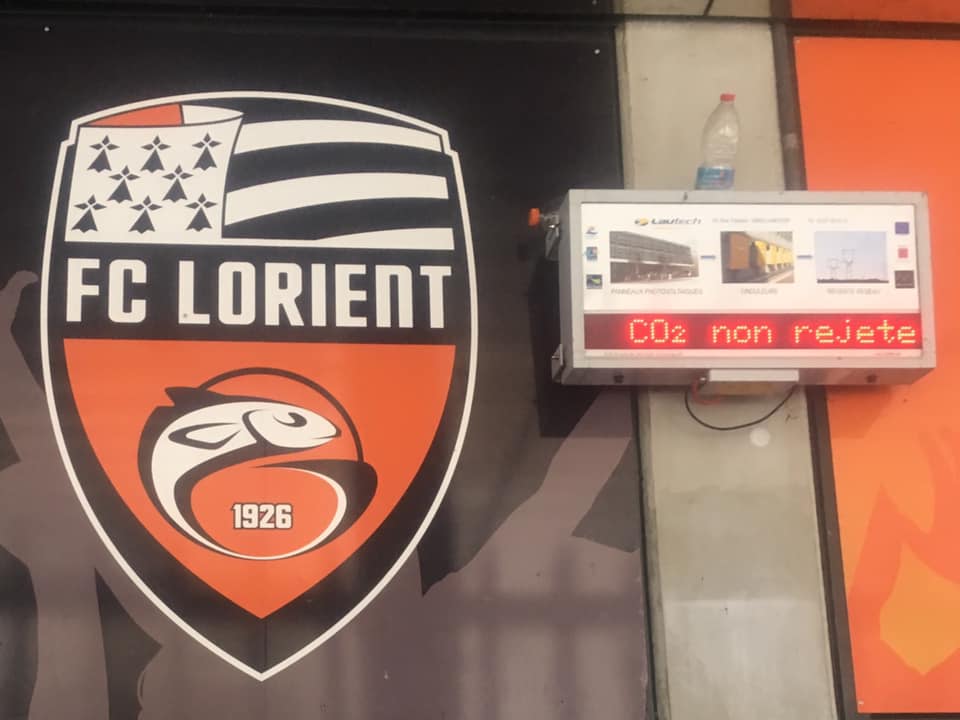 FC LORIENT
1926
Lautech
PANNEAUX PHOTOVOLTAIQUES
ONDULEURS
CO₂ non rejete